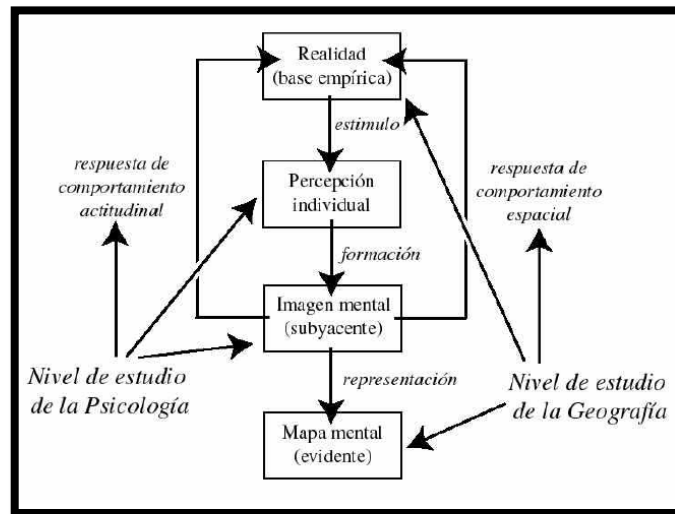 Realidad
(base empírica)
estimulo
respuesta de
comportamiento
actitudinal
Percepción
individual
respuesta de
comportamiento
espacial
formación
Imagen mental
(subyacente)
Nivel de estudio
de la Psicología
representación
Nivel de estudio
de la Geografía
Mapa mental
(evidente)